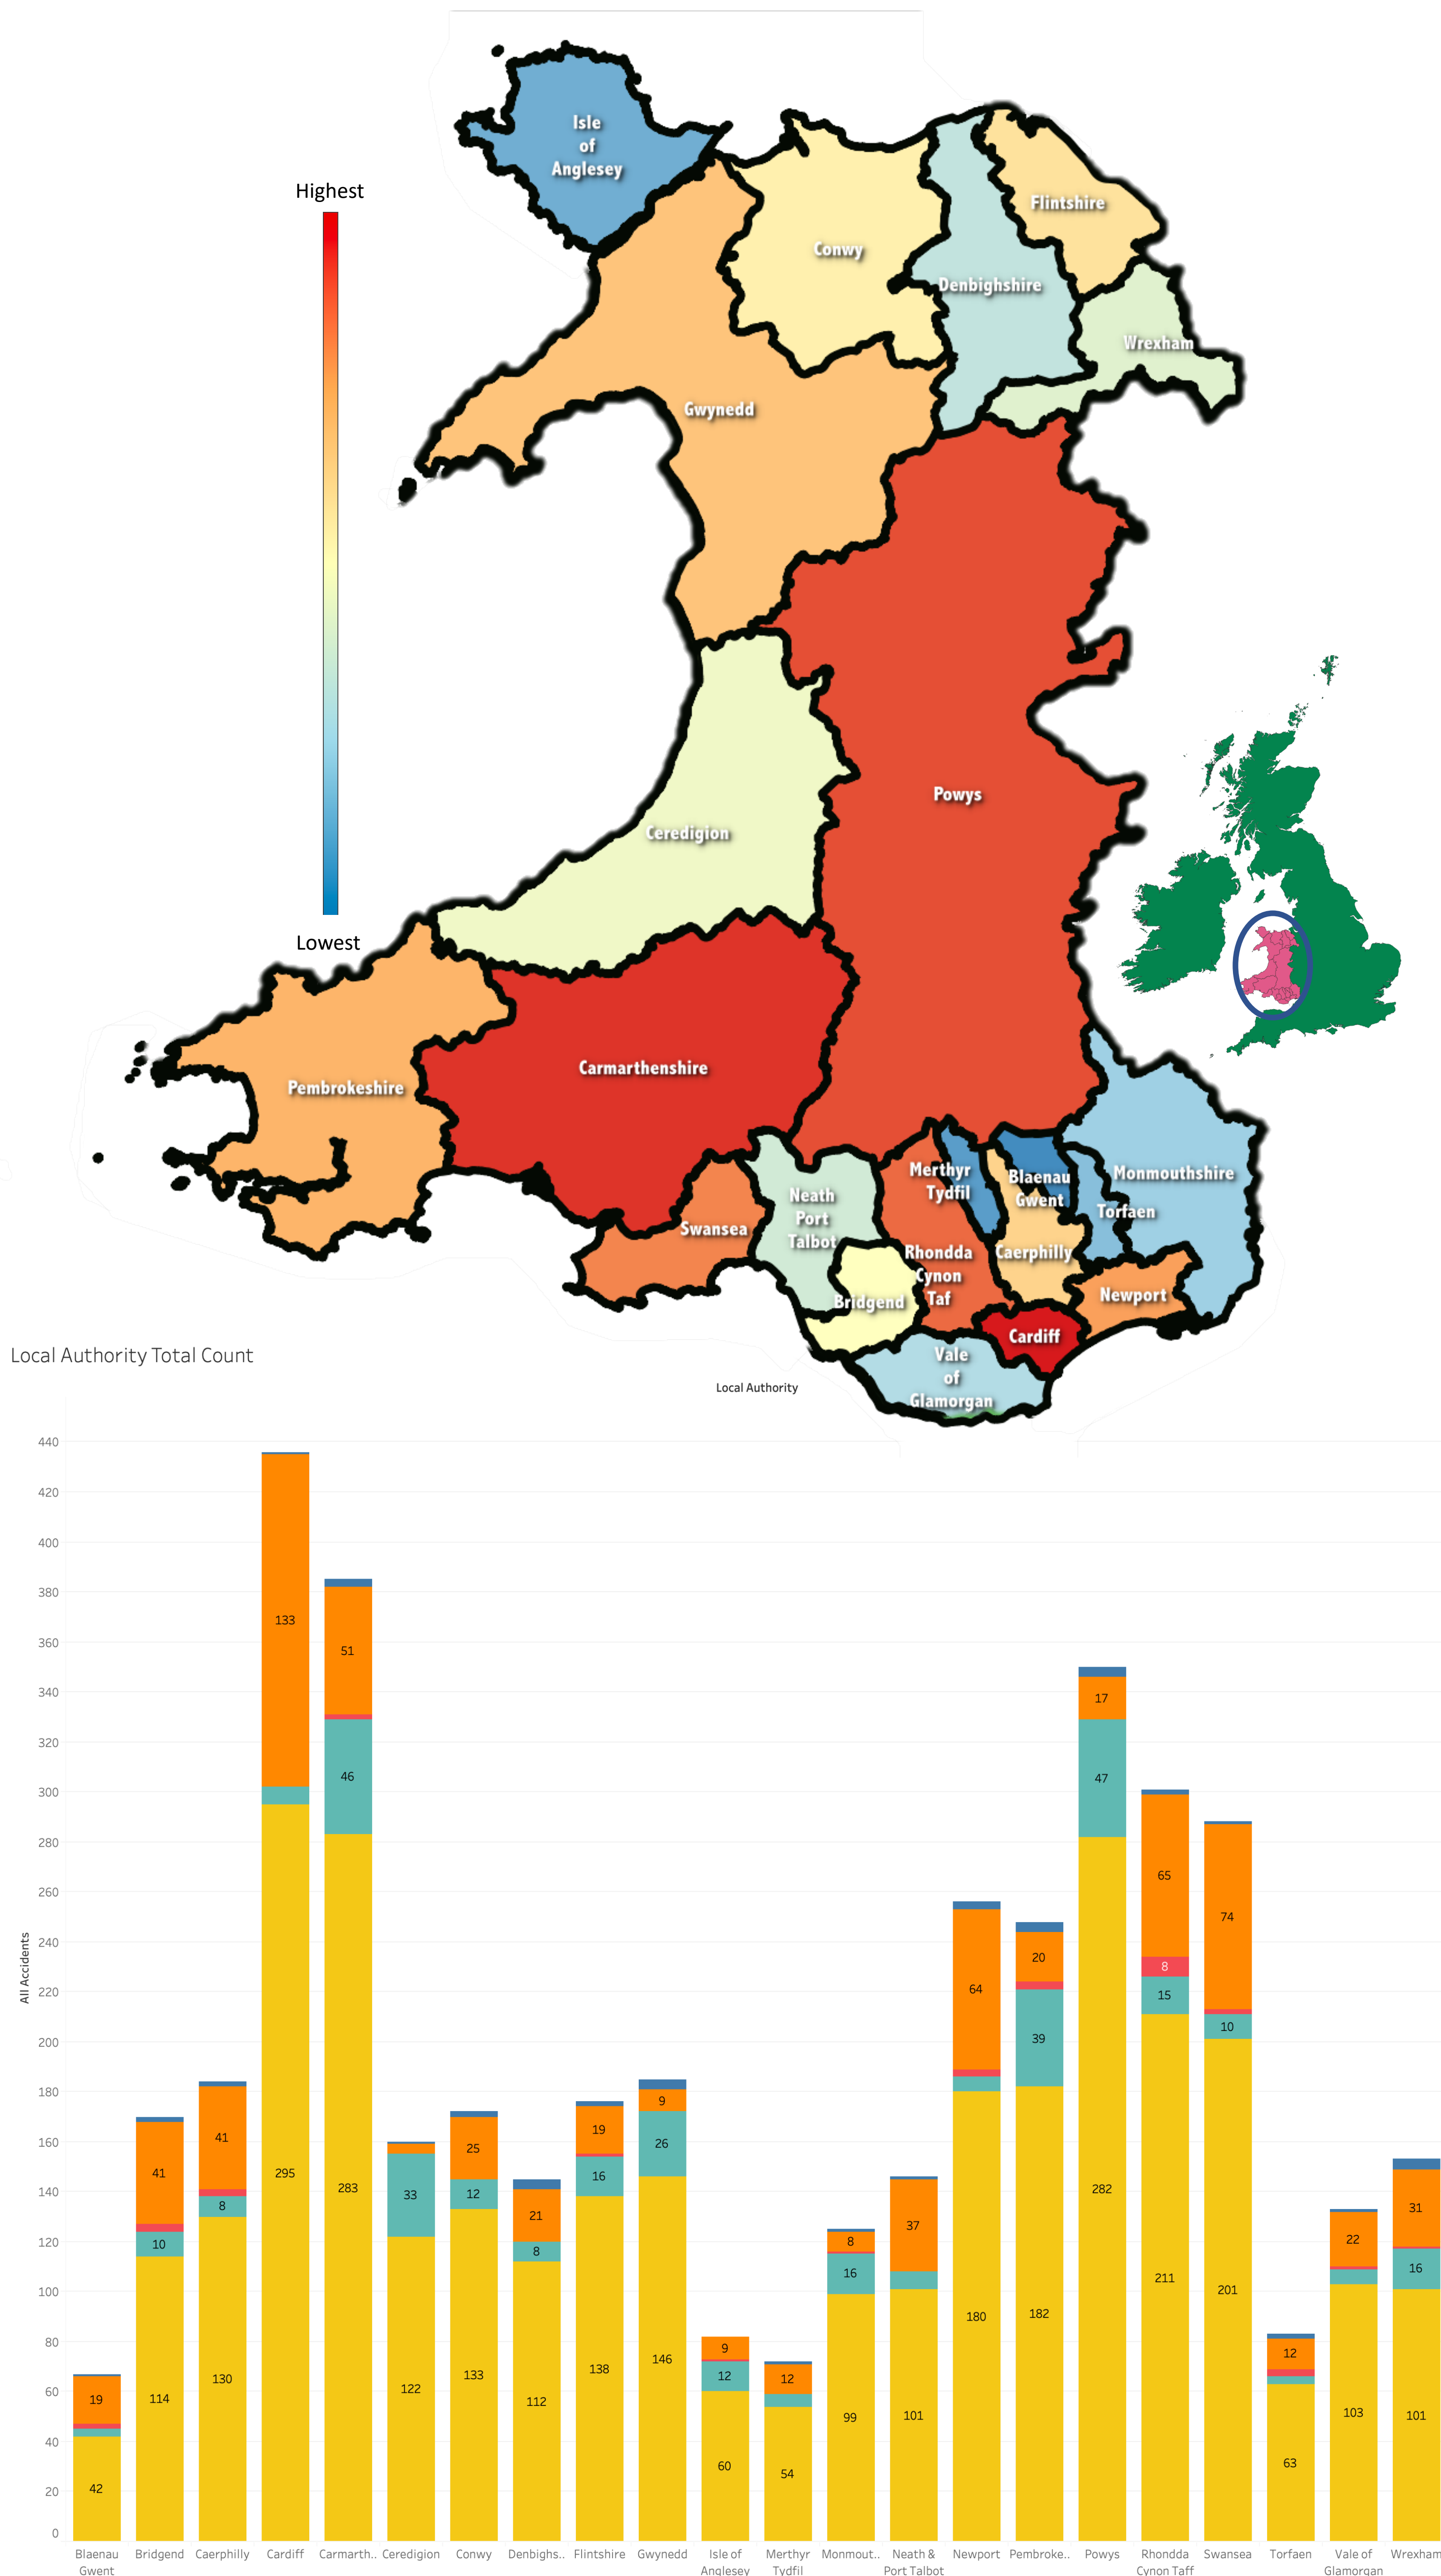 Isle
of
Anglesey
Highest
Flintshire
Conwy
Denbighshire
Wrexham
Gwynedd
Powys
Ceredigion
Lowest
Carmarthenshire
Pembrokeshire
Merthyr
Tydfil
Blaenau
Gwent
Monmouthshire
Neath
Port
Talbot
Torfaen
Swansea
Rhondda
Cynon
Taf
Caerphilly
Newport
Bridgend
Cardiff
Vale
of
Glamorgan
Local Authority Total Count
Local Authority
All Accidents
440
420
400
380
360
340
320
300
280
260
240
220
200
180
160
140
120
100
80
60
40
20
0
19
42
41
10
114
41
8
130
133
295
51
46
283
33
122
25
12
133
21
8
112
19
16
138
9
26
146
9
12
60
12
54
8
16
99
37
101
64
180
20
39
182
17
47
282
65
8
15
211
74
10
201
12
63
22
103
31
16
101
Blaenau
Gwent
Bridgend
Caerphilly
Cardiff
Carmarth..
Ceredigion
Conwy
Denbighs..
Flintshire
Gwynedd
Isle of
Anglesey
Merthyr
Tydfil
Monmout..
Neath &
Port Talbot
Newport
Pembroke..
Powys
Rhondda
Cynon Taff
Swansea
Torfaen
Vale of
Glamorgan
Wrexham